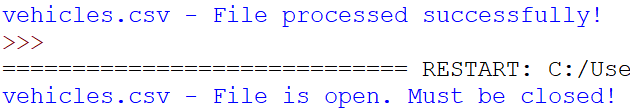 vehicles.csv - File processed successfully!
>>>
============================= RESTART: C:/Use
vehicles.csv - File is open. Must be closed!